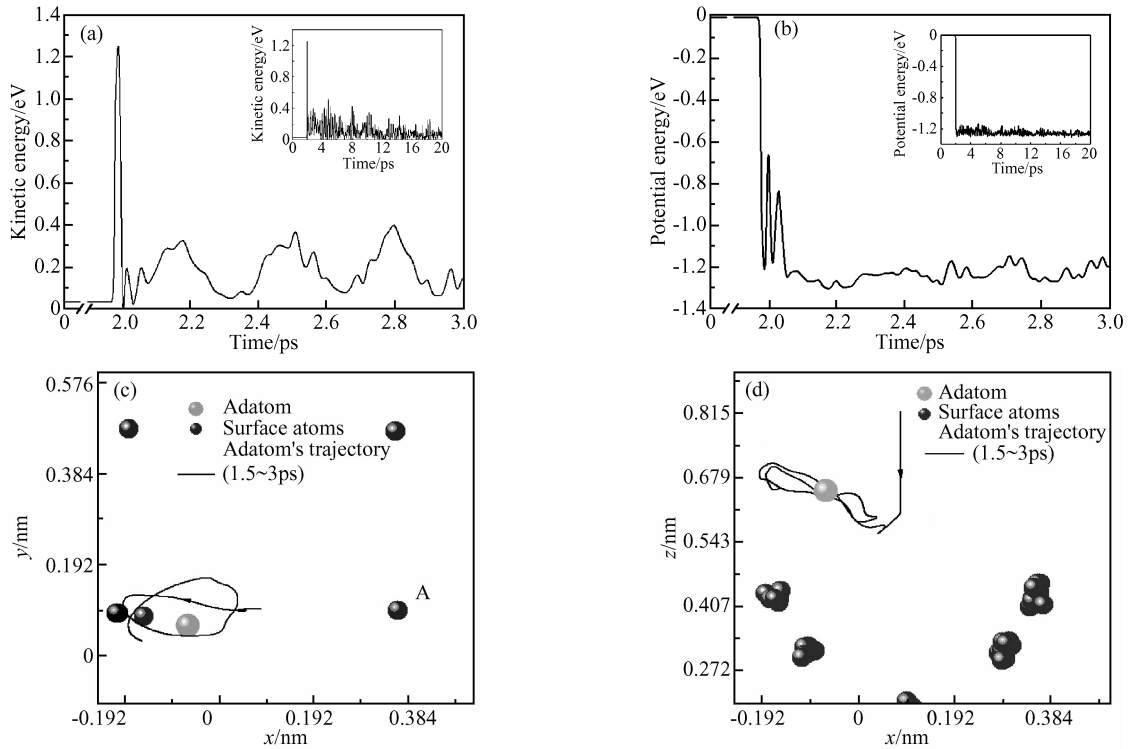 (a)
Kinetic energy/eV
1.4
1.2
1.0
0.8
0.6
0.4
0.2
0
0
2.0
2.2
2.4
2.6
2.8
3.0
Time/ps
Kinetic energy/eV
1.2
0.8
0.4
0
0
4
8
12
16
20
Time/ps
(b)
Potential energy/eV
0
-0.2
-0.4
-0.6
-0.8
-1.0
-1.2
-1.4
0
2.0
2.2
2.4
2.6
2.8
3.0
Time/ps
Potential energy/eV
0
-0.4
-0.8
-1.2
0
4
8
12
16
20
Time/ps
(c)
Adatom
Surface atoms
Adatom's trajectory
(1.5~3ps)
A
y/nm
0.576
0.384
0.192
0
-0.192
0
0.192
0.384
x/nm
(d)
Adatom
Surface atoms
Adatom's trajectory
(1.5~3ps)
z/nm
0.815
0.679
0.543
0.407
0.272
-0.192
0
0.192
0.384
x/nm